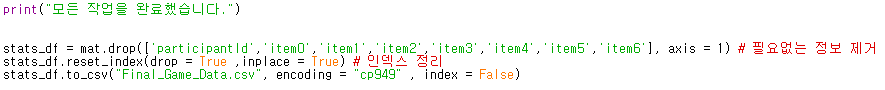 print("모든 작업을 완료했습니다.")
stats_df = mat.drop(['participantId','item0','item1','item2','item3','item4','item5','item6'], axis = 1) # 필요없는 정보 제거
stats_df.reset_index(drop = True ,inplace = True) # 인덱스 정리
stats_df.to_csv("Final_Game_Data.csv", encoding = "cp949" , index = False)